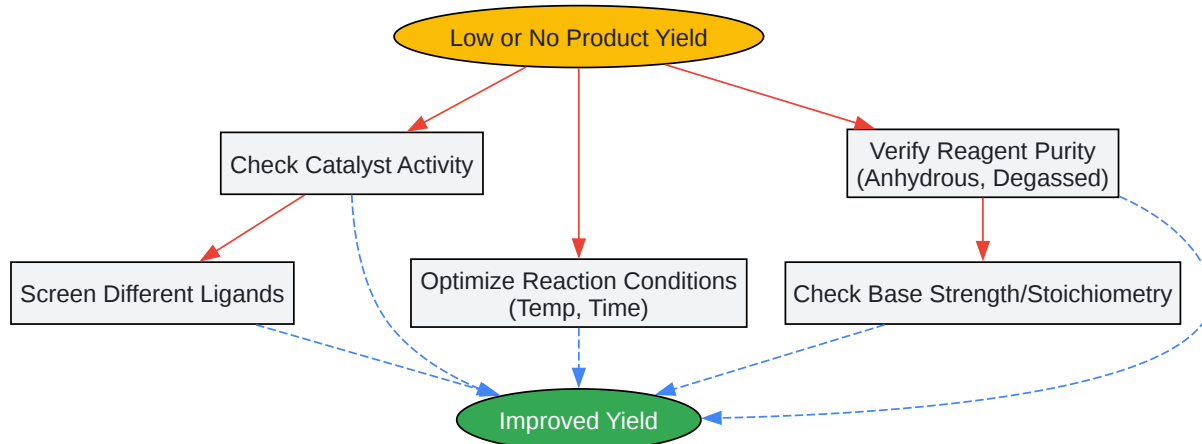 Low or No Product Yield
Check Catalyst Activity
Verify Reagent Purity
(Anhydrous, Degassed)
Screen Different Ligands
Optimize Reaction Conditions
(Temp, Time)
Check Base Strength/Stoichiometry
Improved Yield